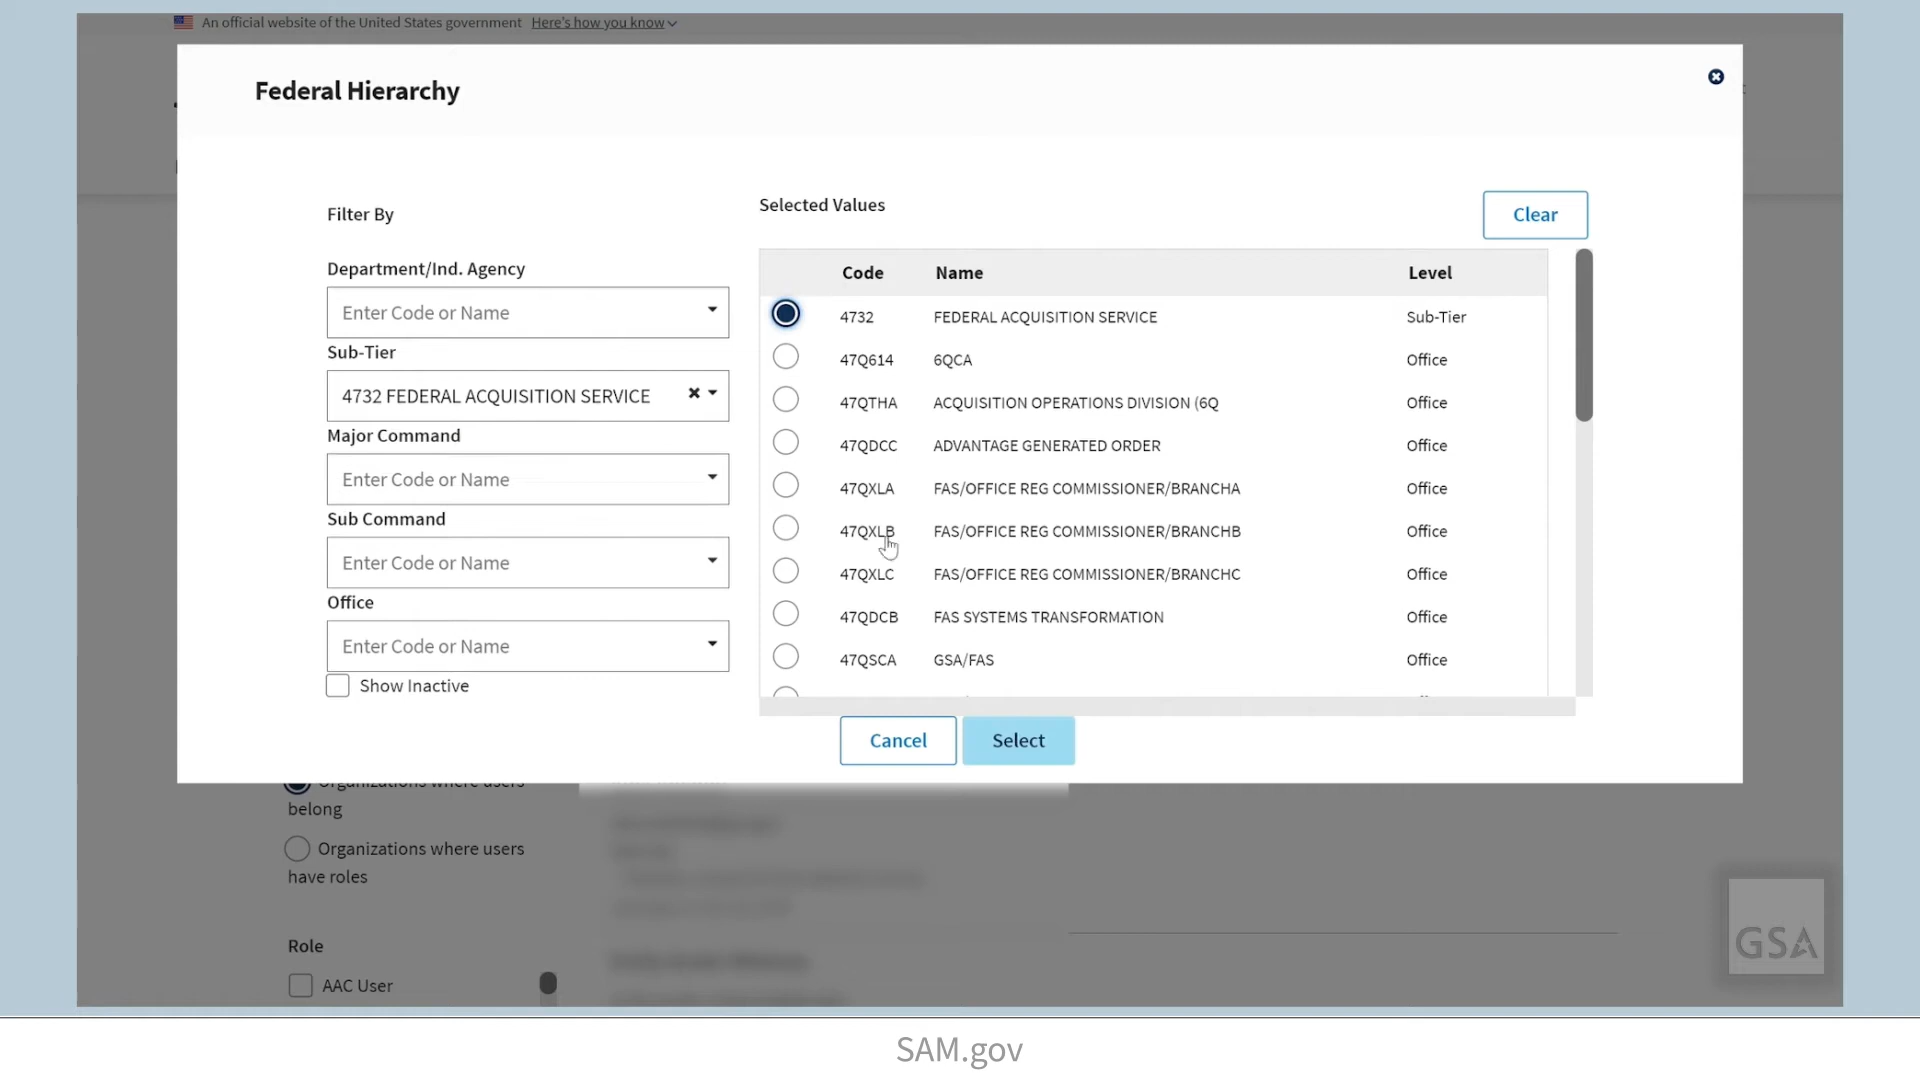 An official website of the United States government Here's how you know
Federal Hierarchy
Filter By
Selected Values
Clear
Department/Ind. Agency
Enter Code or Name
Sub-Tier
4732 FEDERAL ACQUISITION SERVICE
Major Command
Enter Code or Name
Sub Command
Enter Code or Name
Office
Enter Code or Name
Show Inactive
Code Name Level
4732 FEDERAL ACQUISITION SERVICE Sub-Tier
47Q614 6QCA Office
47QTHA ACQUISITION OPERATIONS DIVISION (6Q Office
47QDCC ADVANTAGE GENERATED ORDER Office
47QXLA FAS/OFFICE REG COMMISSIONER/BRANCHA Office
47QXLB FAS/OFFICE REG COMMISSIONER/BRANCHB Office
47QXLC FAS/OFFICE REG COMMISSIONER/BRANCHC Office
47QDCB FAS SYSTEMS TRANSFORMATION Office
47QSCA GSA/FAS Office
Cancel Select
Organizations where users
belong
Organizations where users
have roles
Role
AAC User
GSA
SAM.gov